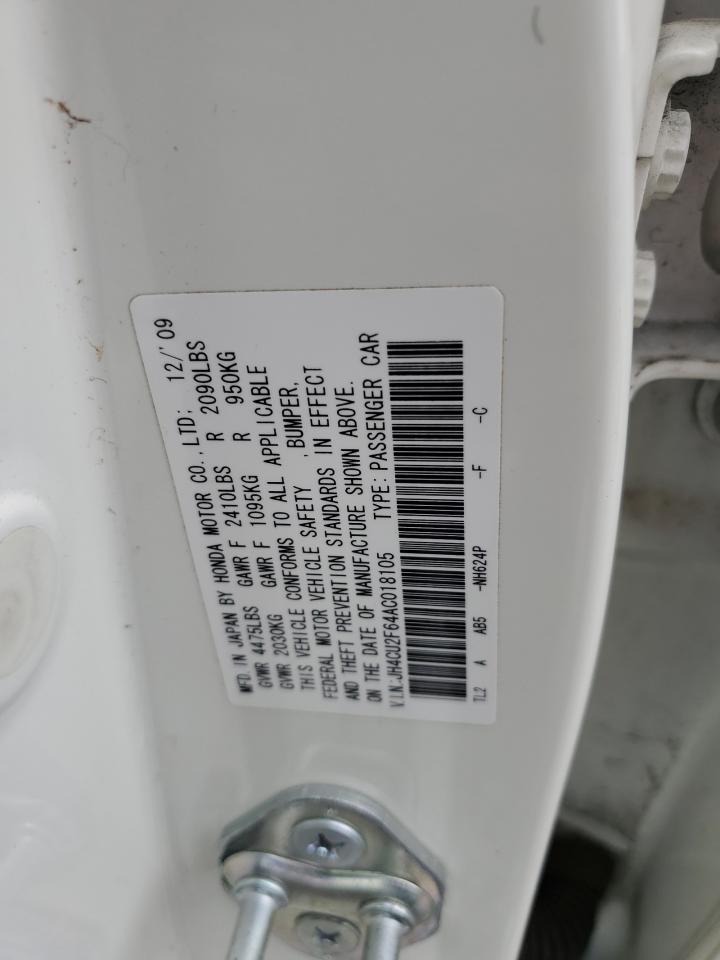 MFD. IN JAPAN BY HONDA MOTOR CO., LTD; 12/'09
GVWR 4475LBS GAWR F 2410LBS R 2090LBS
GVWR 2030KG GAWR F 1095KG R 950KG
THIS VEHICLE CONFORMS TO ALL APPLICABLE
FEDERAL MOTOR VEHICLE SAFETY , BUMPER,
AND THEFT PREVENTION STANDARDS IN EFFECT
ON THE DATE OF MANUFACTURE SHOWN ABOVE.
V.I.N:JH4CU2F64AC018105 TYPE:PASSENGER CAR
TL2 A AB5 -NH624P -F -C